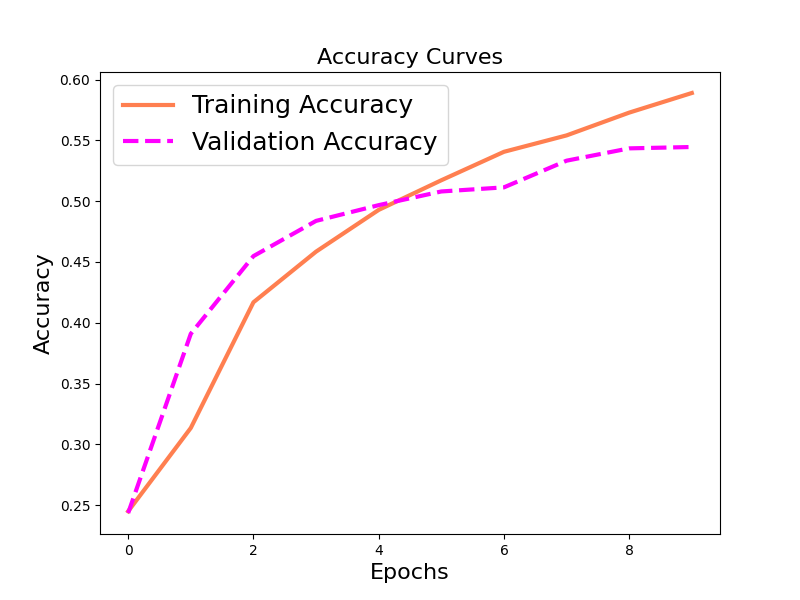 Accuracy Curves
Training Accuracy
Validation Accuracy
Accuracy
0.60
0.55
0.50
0.45
0.40
0.35
0.30
0.25
0 2 4 6 8
Epochs